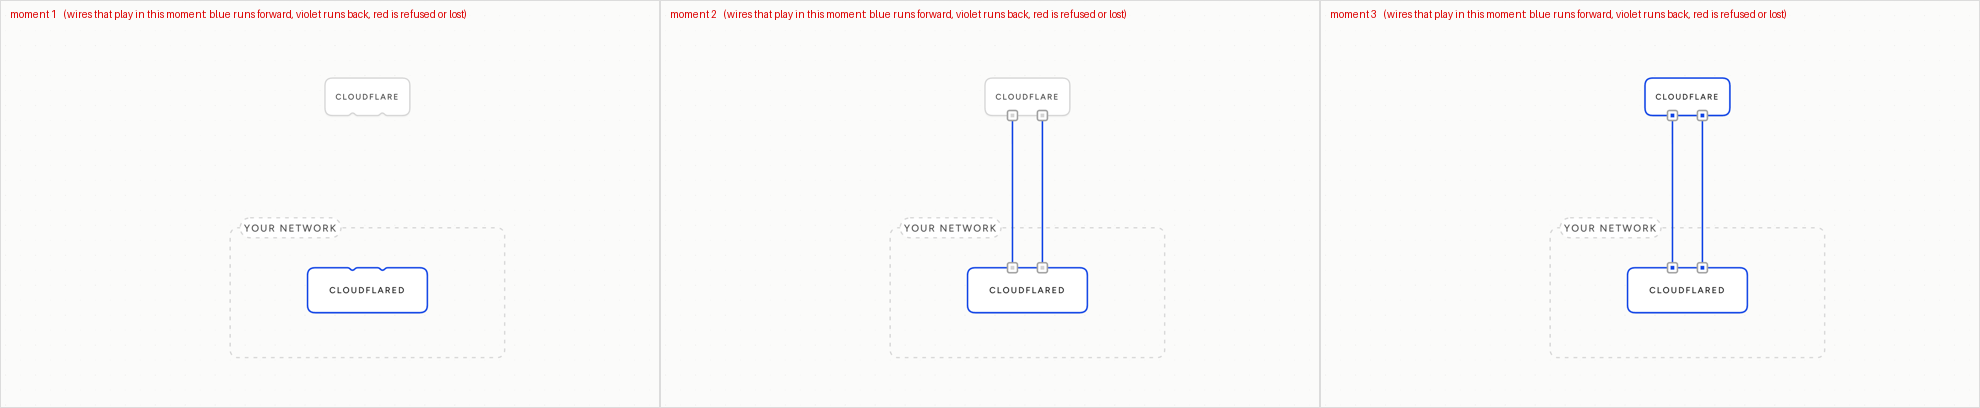 moment 1 (wires that play in this moment: blue runs forward, violet runs back, red is refused or lost)
CLOUDFLARE
YOUR NETWORK
CLOUDFLARED
moment 2 (wires that play in this moment: blue runs forward, violet runs back, red is refused or lost)
CLOUDFLARE
YOUR NETWORK
CLOUDFLARED
moment 3 (wires that play in this moment: blue runs forward, violet runs back, red is refused or lost)
CLOUDFLARE
YOUR NETWORK
CLOUDFLARED